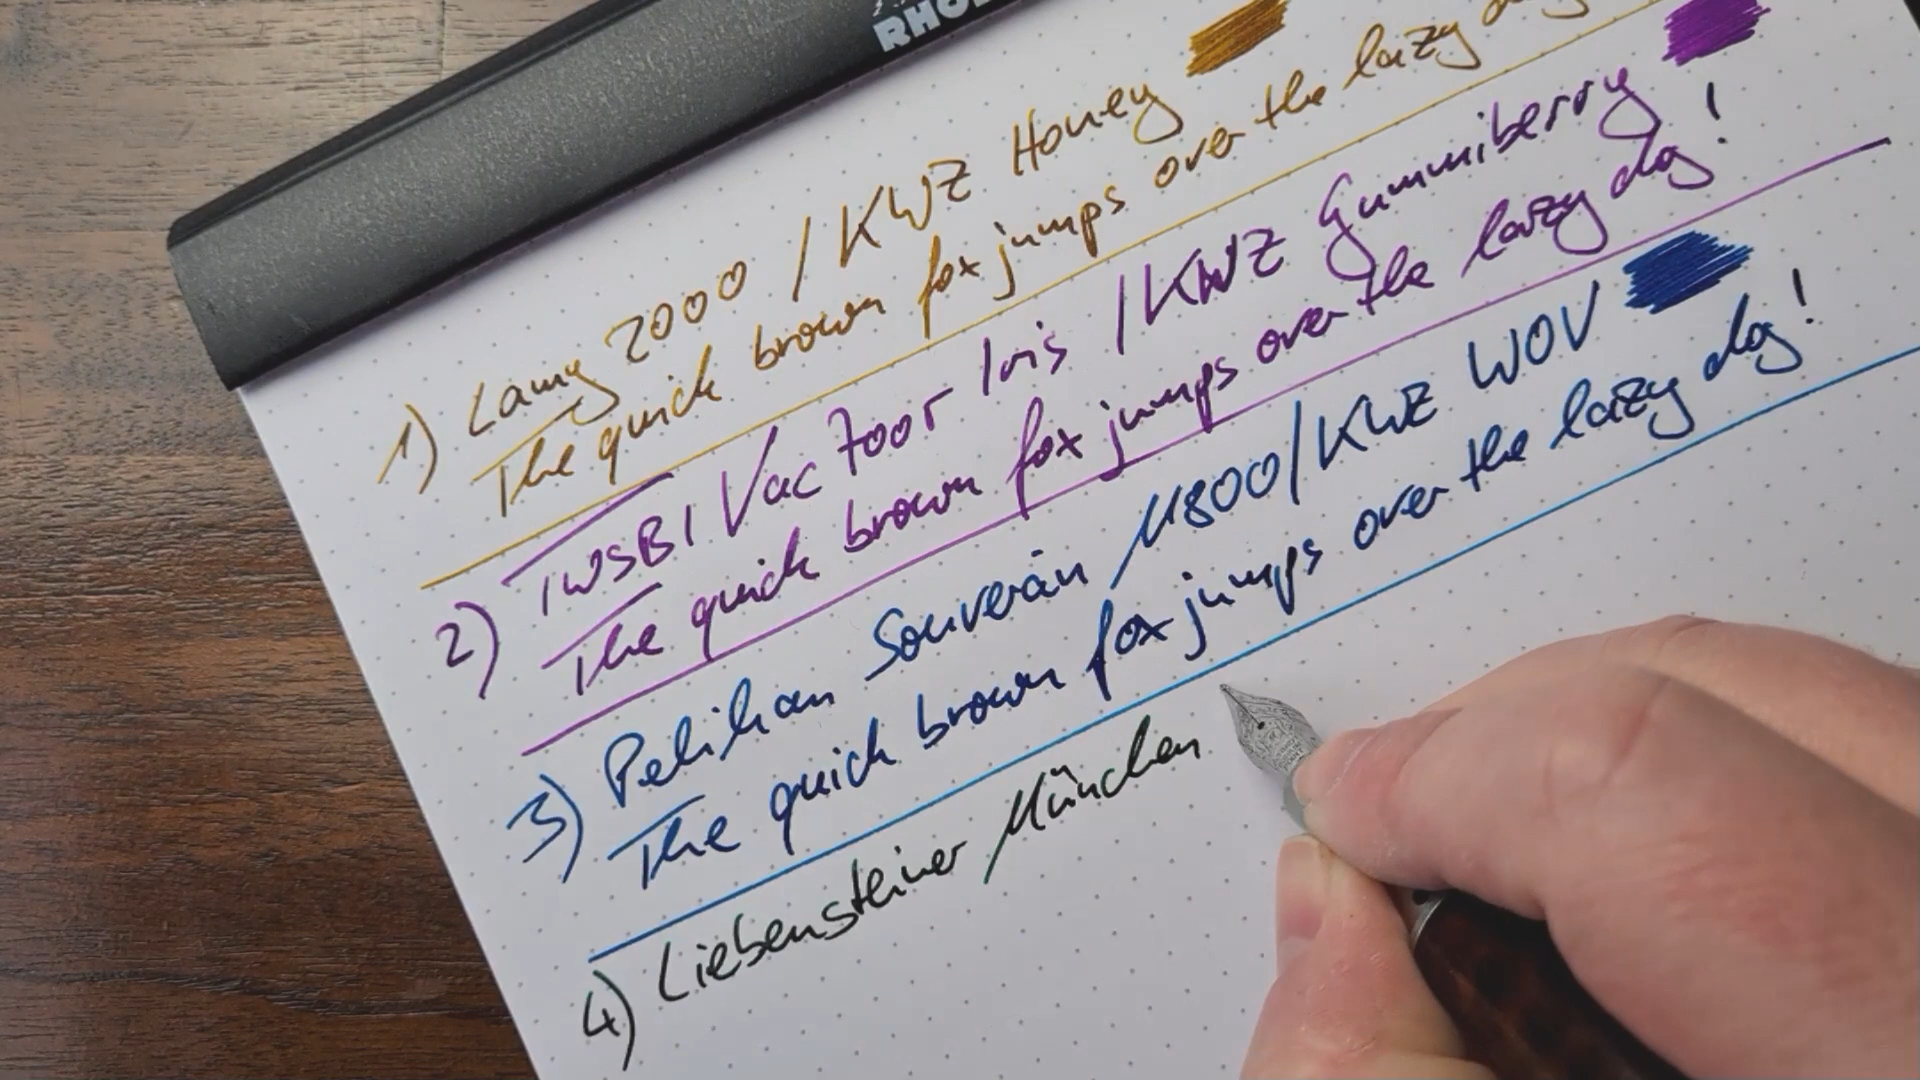 RHOD
1) Lamy 2000 / KWZ Honey
The quick brown fox jumps over the lazy dog
2) TWSBI Vac 700r Iris / KWZ Gummiberry
The quick brown fox jumps over the lazy dog!
3) Pelikan Souverän M800 / KWZ WOV
The quick brown fox jumps over the lazy dog!
4) Liebensteiner München